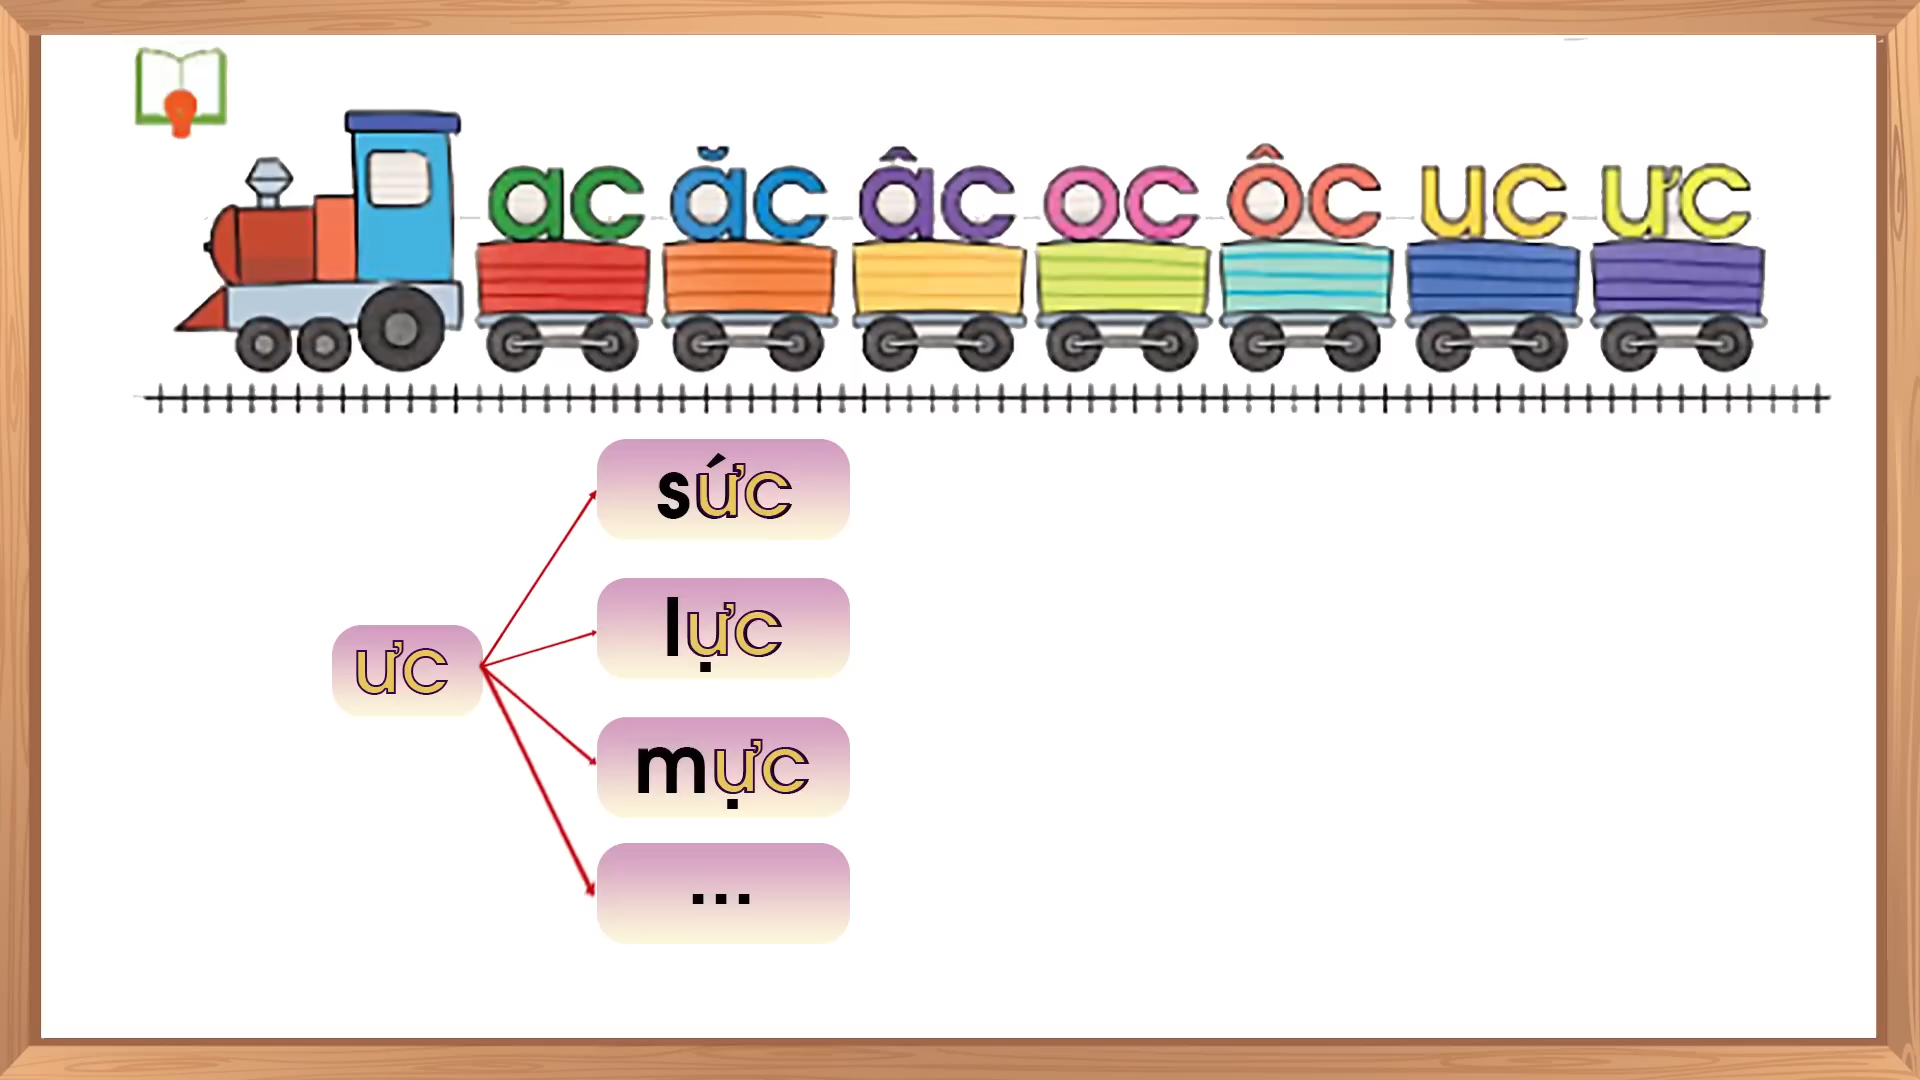 ac ăc âc oc ôc uc ưc
sức
lực
ưc
mực
...